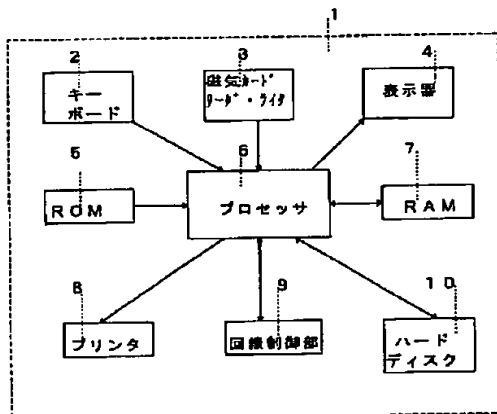 1
2
3
4
キー
ボード
磁気カード
リーダ・ライタ
表示器
5
6
7
ROM
プロセッサ
RAM
8
9
10
プリンタ
回線制御部
ハード
ディスク